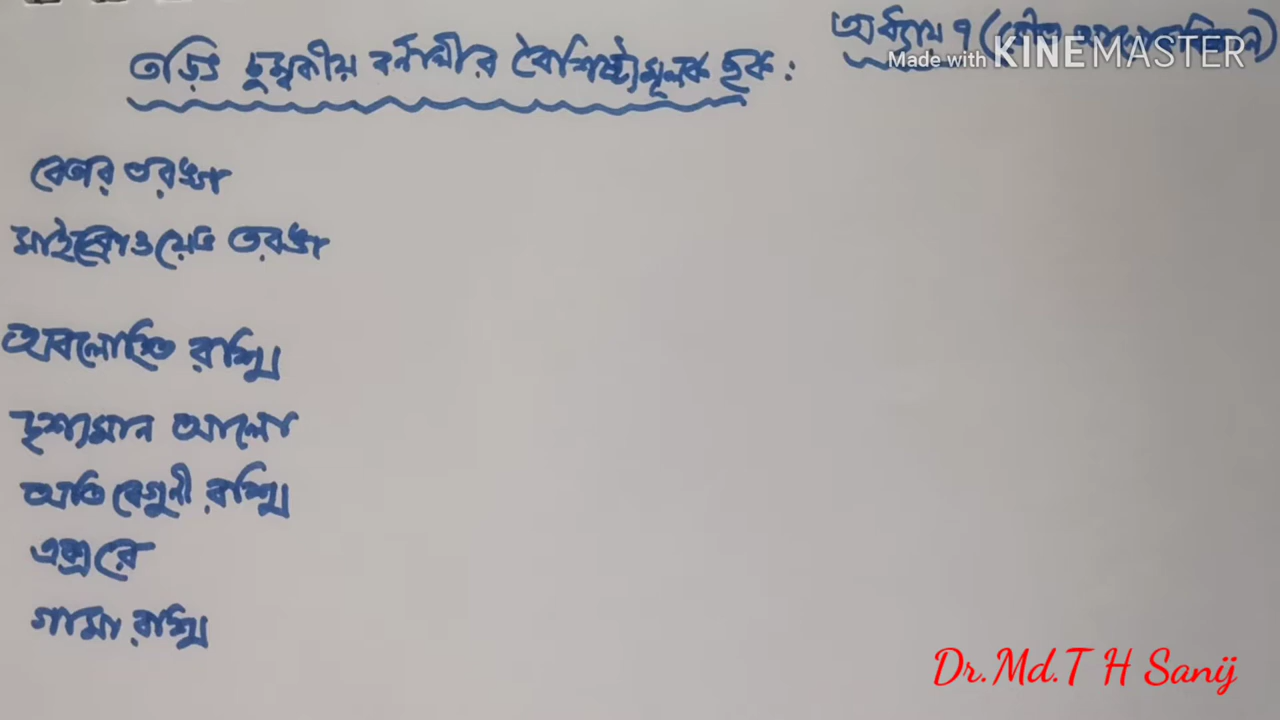 অধ্যায় ৭ (ভৌত
Made with KINEMASTER
তড়িৎ চুম্বকীয় বর্নালীর বৈশিষ্ট্যমূলক ছক :
বেতার তরঙ্গ
মাইক্রোওয়েভ তরঙ্গ
অবলোহিত রশ্মি
দৃশ্যমান আলো
অতি বেগুনী রশ্মি
এক্সরে
গামা রশ্মি
Dr.Md.T H Sanij